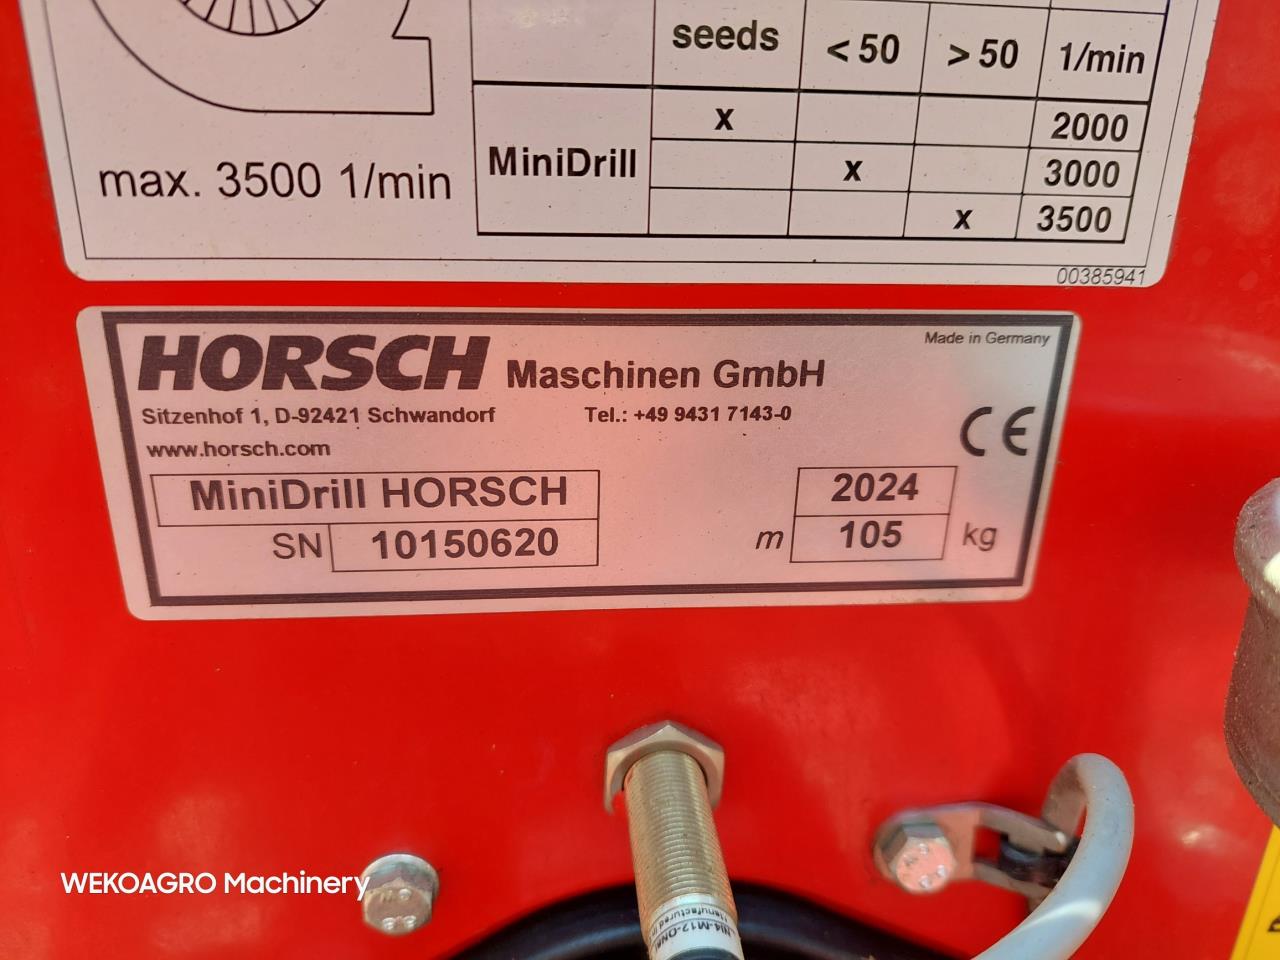 seeds < 50 > 50 1/min
x 2000
MiniDrill x 3000
x 3500
max. 3500 1/min
00385941
HORSCH Maschinen GmbH
Made in Germany
Sitzenhof 1, D-92421 Schwandorf Tel.: +49 9431 7143-0
www.horsch.com
CE
MiniDrill HORSCH 2024
SN 10150620 m 105 kg
WEKOAGRO Machinery